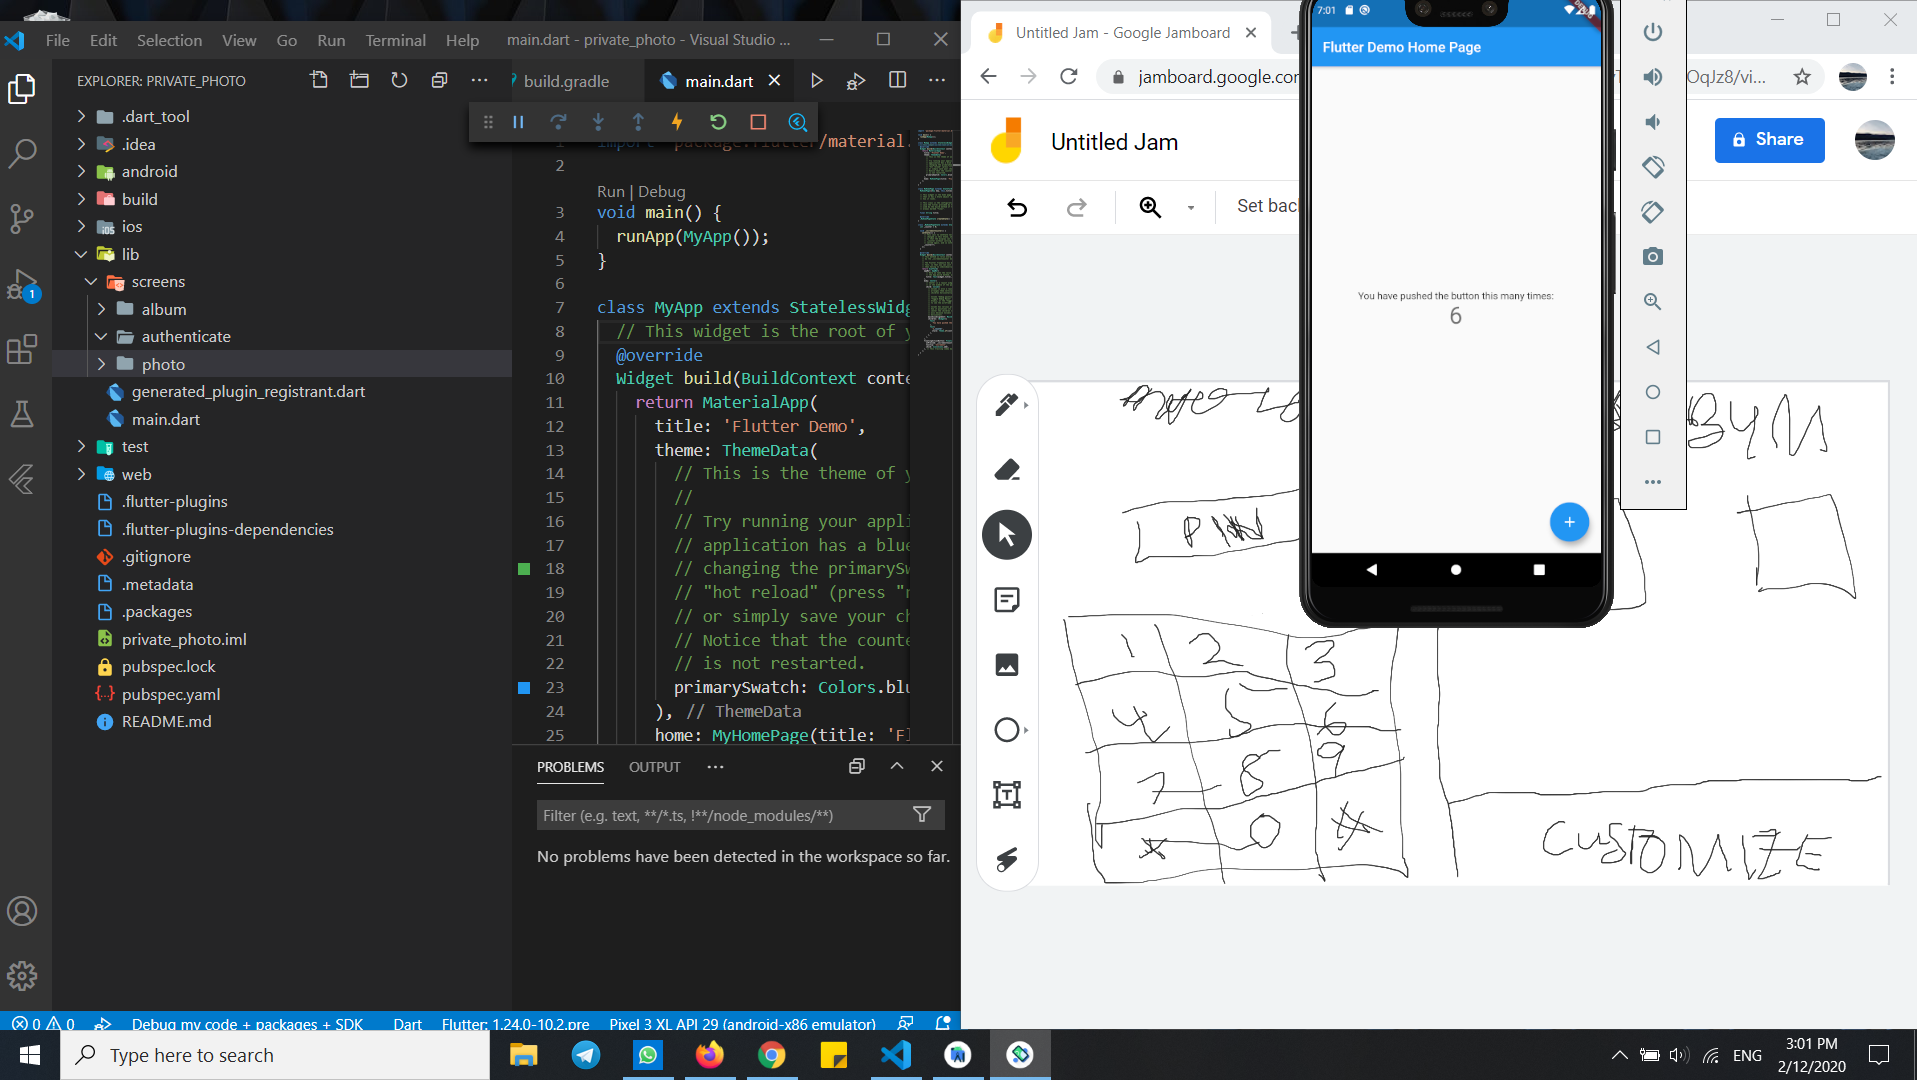 File Edit Selection View Go Run Terminal Help main.dart - private_photo - Visual Studio ...
EXPLORER: PRIVATE_PHOTO
.dart_tool
.idea
android
build
ios
lib
screens
album
authenticate
photo
generated_plugin_registrant.dart
main.dart
test
web
.flutter-plugins
.flutter-plugins-dependencies
.gitignore
.metadata
.packages
private_photo.iml
pubspec.lock
pubspec.yaml
README.md
1
build.gradle main.dart
1 import 'package:flutter/material.
2
Run | Debug
3 void main() {
4 runApp(MyApp());
5 }
6
7 class MyApp extends StatelessWidg
8 // This widget is the root of y
9 @override
10 Widget build(BuildContext conte
11 return MaterialApp(
12 title: 'Flutter Demo',
13 theme: ThemeData(
14 // This is the theme of y
15 //
16 // Try running your appli
17 // application has a blue
18 // changing the primarySw
19 // "hot reload" (press "r
20 // or simply save your ch
21 // Notice that the counte
22 // is not restarted.
23 primarySwatch: Colors.blu
24 ), // ThemeData
25 home: MyHomePage(title: 'Fl
PROBLEMS OUTPUT
Filter (e.g. text, **/*.ts, !**/node_modules/**)
No problems have been detected in the workspace so far.
0 0 Debug my code + packages + SDK Dart Flutter: 1.24.0-10.2.pre Pixel 3 XL API 29 (android-x86 emulator)
Untitled Jam - Google Jamboard
jamboard.google.com
OqJz8/vi...
Untitled Jam
Share
Set bac
7:01
DEBUG
Flutter Demo Home Page
You have pushed the button this many times:
6
+
BUM
PIN
1 2 3
4 5 6
7 8 9
* 0 #
CUSTOMIZE
Type here to search
ENG
3:01 PM
2/12/2020